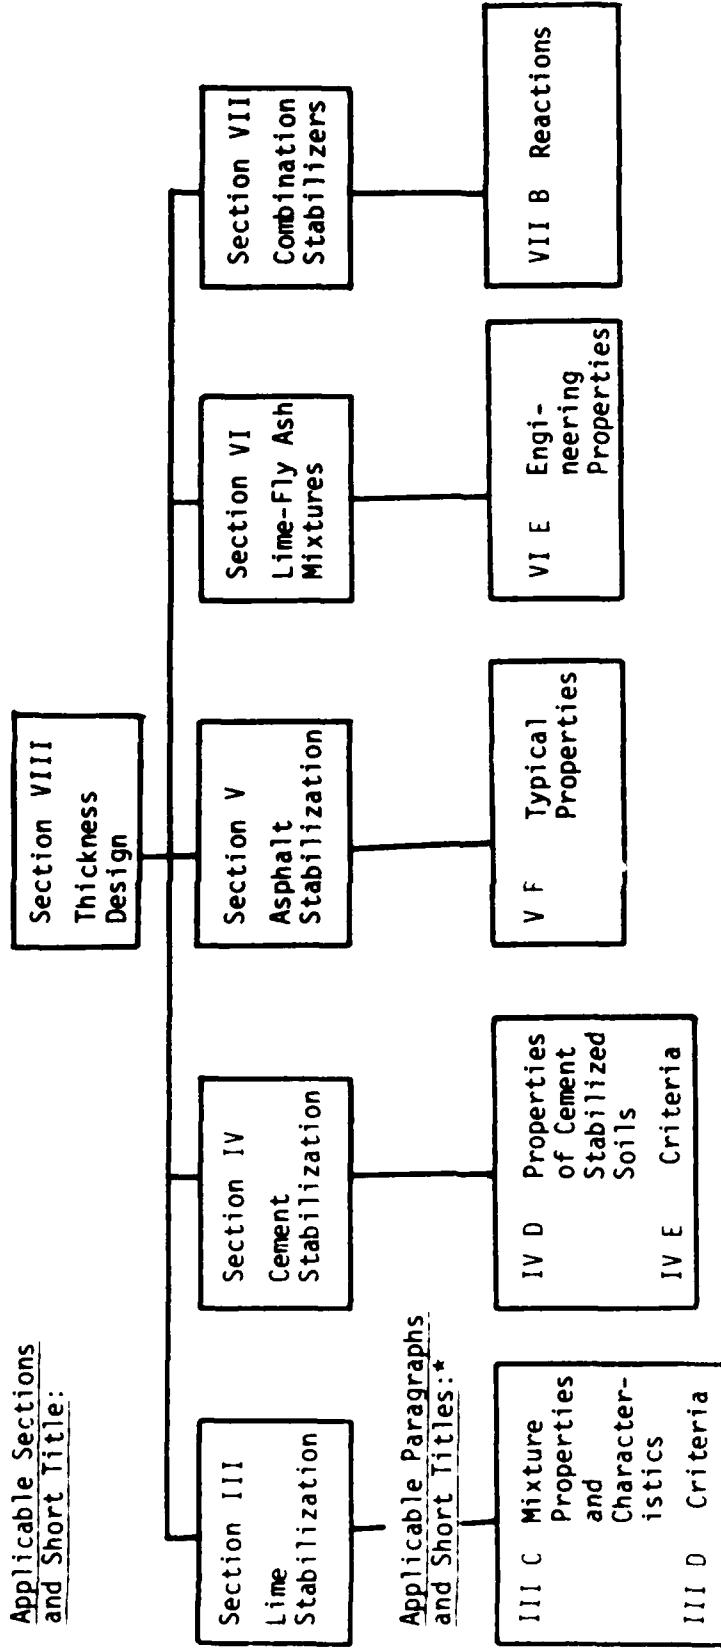 Applicable Sections
and Short Title:
Section VIII
Thickness
Design
Section III
Lime
Stabilization
Section IV
Cement
Stabilization
Section V
Asphalt
Stabilization
Section VI
Lime-Fly Ash
Mixtures
Section VII
Combination
Stabilizers
Applicable Paragraphs
and Short Titles:*
III C Mixture
Properties
and
Character-
istics
III D Criteria
IV D Properties
of Cement
Stabilized
Soils
IV E Criteria
V F Typical
Properties
VI E Engi-
neering
Properties
VII B Reactions